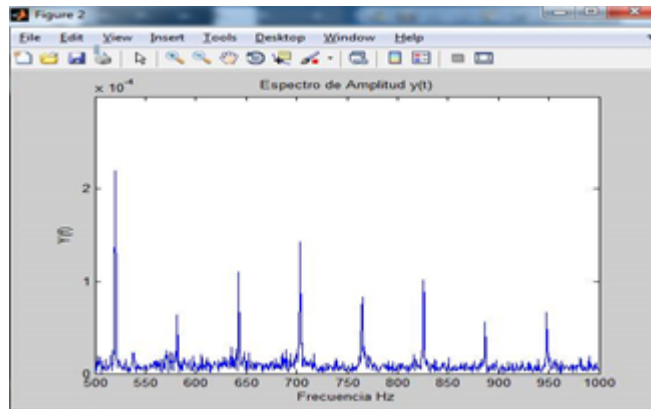 Figure 2
File Edit View Insert Tools Desktop Window Help
Espectro de Amplitud y(t)
x 10^-4
2
1
0
Y(f)
500 550 600 650 700 750 800 850 900 950 1000
Frecuencia Hz